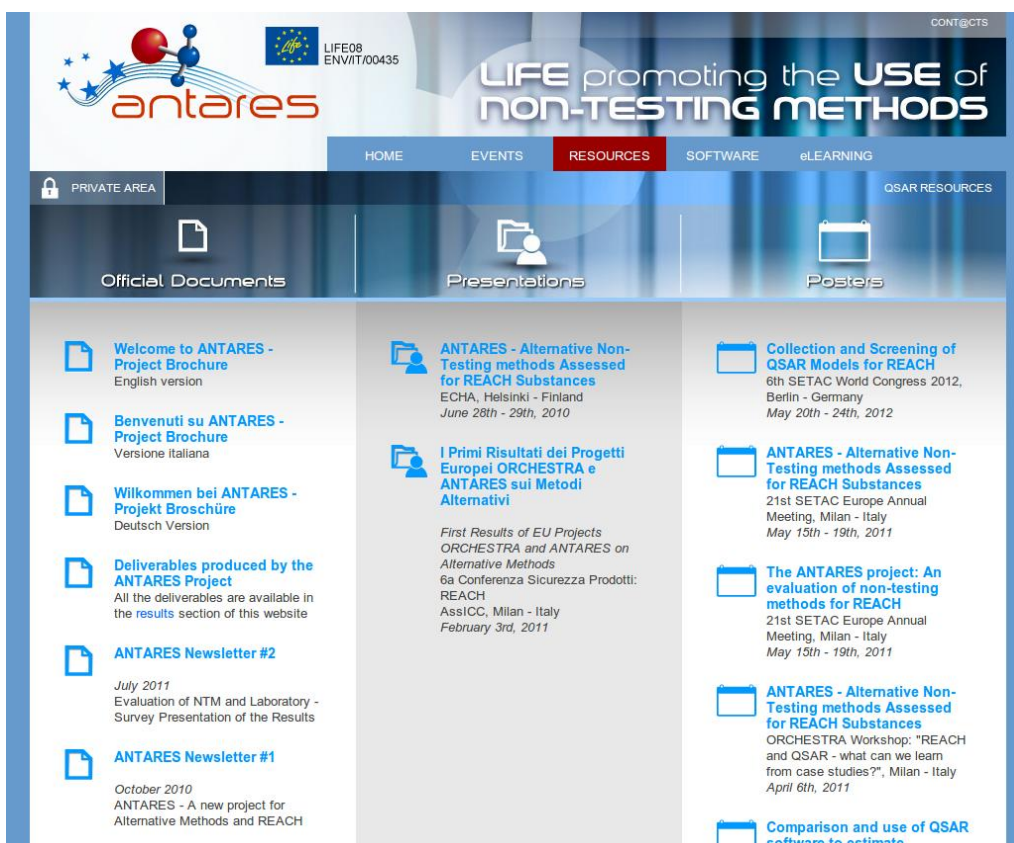 CONT@CTS
LIFE08
ENV/IT/00435
antares
LIFE promoting the USE of
NON-TESTING METHODS
HOME EVENTS RESOURCES SOFTWARE eLEARNING
PRIVATE AREA
QSAR RESOURCES
Official Documents
Presentations
Posters
Welcome to ANTARES -
Project Brochure
English version
Benvenuti su ANTARES -
Project Brochure
Versione italiana
Wilkommen bei ANTARES -
Projekt Broschüre
Deutsch Version
Deliverables produced by the
ANTARES Project
All the deliverables are available in
the results section of this website
ANTARES Newsletter #2
July 2011
Evaluation of NTM and Laboratory -
Survey Presentation of the Results
ANTARES Newsletter #1
October 2010
ANTARES - A new project for
Alternative Methods and REACH
ANTARES - Alternative Non-
Testing methods Assessed
for REACH Substances
ECHA, Helsinki - Finland
June 28th - 29th, 2010
I Primi Risultati dei Progetti
Europei ORCHESTRA e
ANTARES sui Metodi
Alternativi
First Results of EU Projects
ORCHESTRA and ANTARES on
Alternative Methods
6a Conferenza Sicurezza Prodotti:
REACH
AssICC, Milan - Italy
February 3rd, 2011
Collection and Screening of
QSAR Models for REACH
6th SETAC World Congress 2012,
Berlin - Germany
May 20th - 24th, 2012
ANTARES - Alternative Non-
Testing methods Assessed
for REACH Substances
21st SETAC Europe Annual
Meeting, Milan - Italy
May 15th - 19th, 2011
The ANTARES project: An
evaluation of non-testing
methods for REACH
21st SETAC Europe Annual
Meeting, Milan - Italy
May 15th - 19th, 2011
ANTARES - Alternative Non-
Testing methods Assessed
for REACH Substances
ORCHESTRA Workshop: "REACH
and QSAR - what can we learn
from case studies?", Milan - Italy
April 6th, 2011
Comparison and use of QSAR
software to estimate